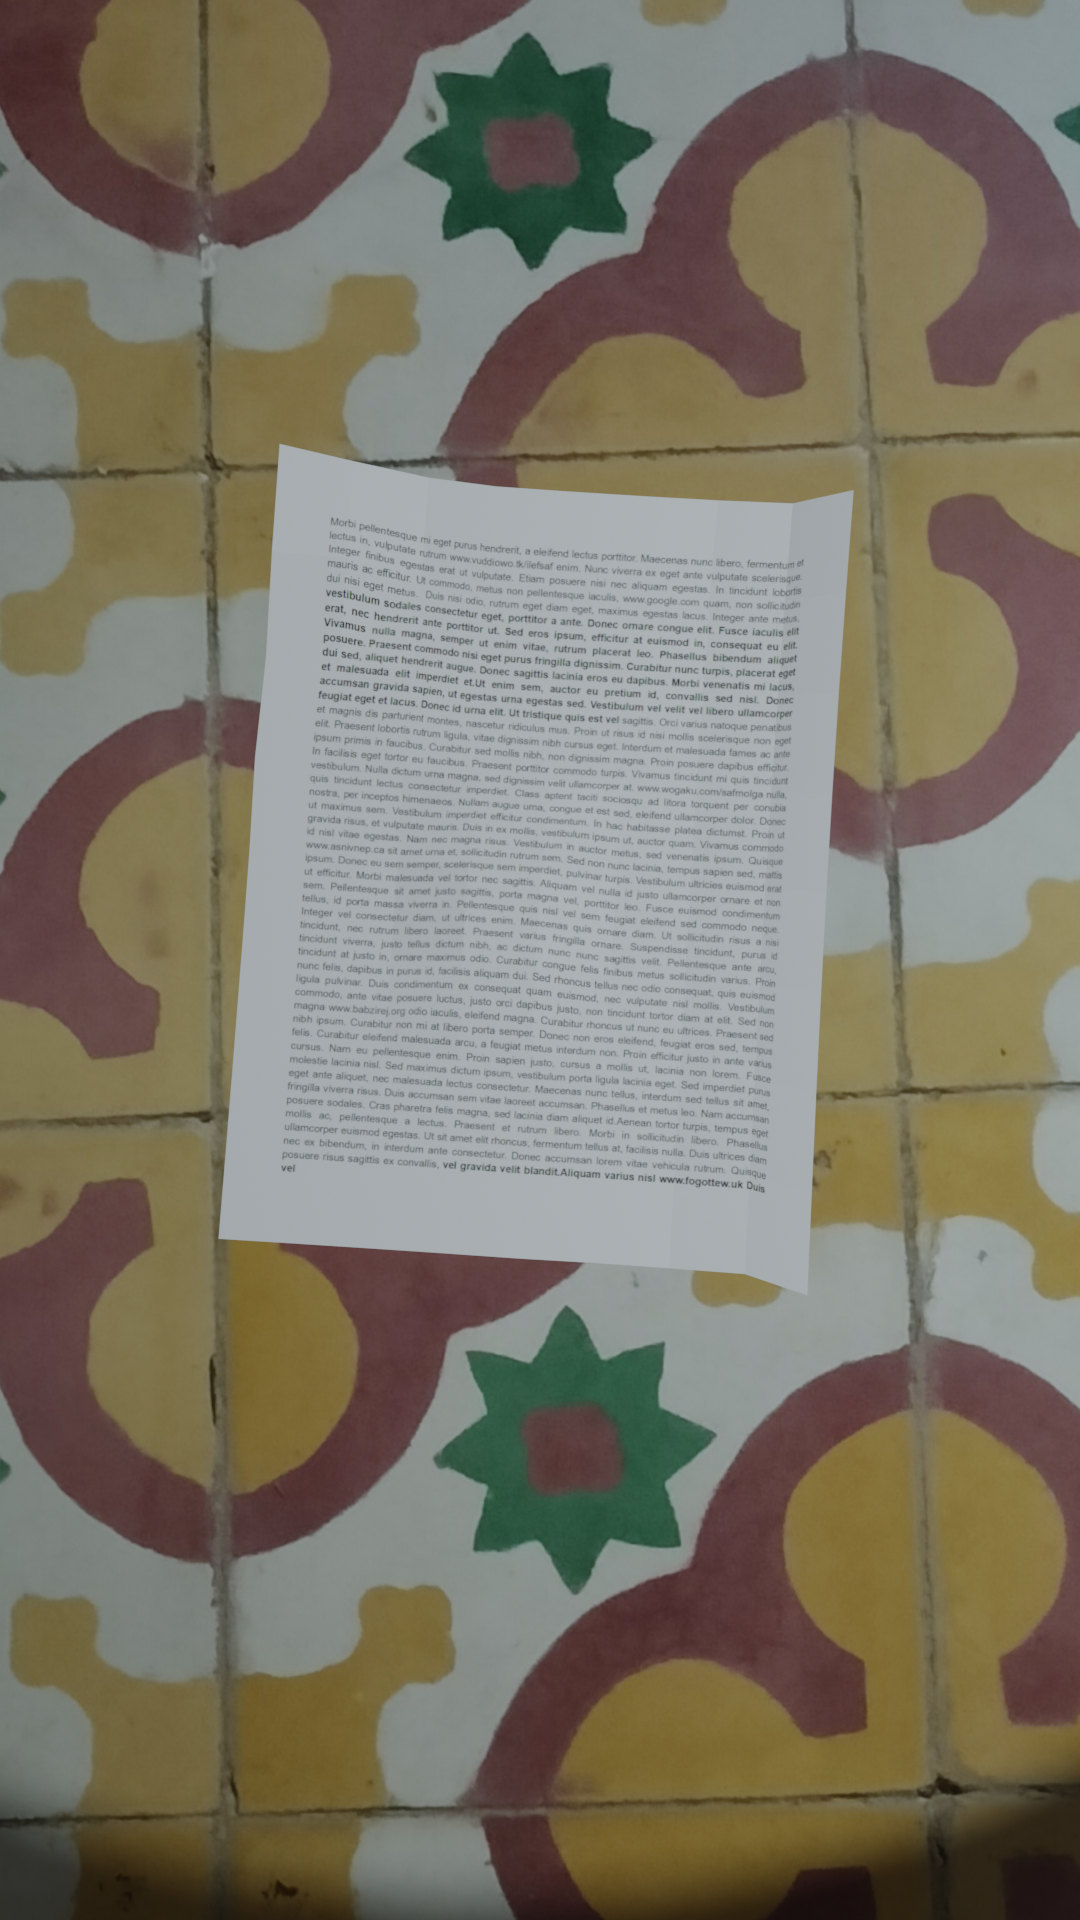 Morbi pellentesque mi eget purus hendrerit, a eleifend lectus porttitor. Maecenas nunc libero, fermentum et
lectus in, vulputate rutrum www.vuddiowo.tk/ilefsaf enim. Nunc viverra ex eget ante vulputate scelerisque.
Integer finibus egestas erat ut vulputate. Etiam posuere nisi nec aliquam egestas. In tincidunt lobortis
mauris ac efficitur. Ut commodo, metus non pellentesque iaculis, www.google.com quam, non sollicitudin
dui nisi eget metus. Duis nisi odio, rutrum eget diam eget, maximus egestas lacus. Integer ante metus,
vestibulum sodales consectetur eget, porttitor a ante. Donec ornare congue elit. Fusce iaculis elit
erat, nec hendrerit ante porttitor ut. Sed eros ipsum, efficitur at euismod in, consequat eu elit.
Vivamus nulla magna, semper ut enim vitae, rutrum placerat leo. Phasellus bibendum aliquet
posuere. Praesent commodo nisi eget purus fringilla dignissim. Curabitur nunc turpis, placerat eget
dui sed, aliquet hendrerit augue. Donec sagittis lacinia eros eu dapibus. Morbi venenatis mi lacus,
et malesuada elit imperdiet et.Ut enim sem, auctor eu pretium id, convallis sed nisl. Donec
accumsan gravida sapien, ut egestas urna egestas sed. Vestibulum vel velit vel libero ullamcorper
feugiat eget et lacus. Donec id urna elit. Ut tristique quis est vel sagittis. Orci varius natoque penatibus
et magnis dis parturient montes, nascetur ridiculus mus. Proin ut risus id nisi mollis scelerisque non eget
elit. Praesent lobortis rutrum ligula, vitae dignissim nibh cursus eget. Interdum et malesuada fames ac ante
ipsum primis in faucibus. Curabitur sed mollis nibh, non dignissim magna. Proin posuere dapibus efficitur.
In facilisis eget tortor eu faucibus. Praesent porttitor commodo turpis. Vivamus tincidunt mi quis tincidunt
vestibulum. Nulla dictum urna magna, sed dignissim velit ullamcorper at. www.wogaku.com/safmolga nulla,
quis tincidunt lectus consectetur imperdiet. Class aptent taciti sociosqu ad litora torquent per conubia
nostra, per inceptos himenaeos. Nullam augue urna, congue et est sed, eleifend ullamcorper dolor. Donec
ut maximus sem. Vestibulum imperdiet efficitur condimentum. In hac habitasse platea dictumst. Proin ut
gravida risus, et vulputate mauris. Duis in ex mollis, vestibulum ipsum ut, auctor quam. Vivamus commodo
id nisl vitae egestas. Nam nec magna risus. Vestibulum in auctor metus, sed venenatis ipsum. Quisque
www.asnivnep.ca sit amet urna et, sollicitudin rutrum sem. Sed non nunc lacinia, tempus sapien sed, mattis
ipsum. Donec eu sem semper, scelerisque sem imperdiet, pulvinar turpis. Vestibulum ultricies euismod erat
ut efficitur. Morbi malesuada vel tortor nec sagittis. Aliquam vel nulla id justo ullamcorper ornare et non
sem. Pellentesque sit amet justo sagittis, porta magna vel, porttitor leo. Fusce euismod condimentum
tellus, id porta massa viverra in. Pellentesque quis nisl vel sem feugiat eleifend sed commodo neque.
Integer vel consectetur diam, ut ultrices enim. Maecenas quis ornare diam. Ut sollicitudin risus a nisi
tincidunt, nec rutrum libero laoreet. Praesent varius fringilla ornare. Suspendisse tincidunt, purus id
tincidunt viverra, justo tellus dictum nibh, ac dictum nunc nunc sagittis velit. Pellentesque ante arcu,
tincidunt at justo in, ornare maximus odio. Curabitur congue felis finibus metus sollicitudin varius. Proin
nunc felis, dapibus in purus id, facilisis aliquam dui. Sed rhoncus tellus nec odio consequat, quis euismod
ligula pulvinar. Duis condimentum ex consequat quam euismod, nec vulputate nisl mollis. Vestibulum
commodo, ante vitae posuere luctus, justo orci dapibus justo, non tincidunt tortor diam at elit. Sed non
magna www.babzirej.org odio iaculis, eleifend magna. Curabitur rhoncus ut nunc eu ultrices. Praesent sed
nibh ipsum. Curabitur non mi at libero porta semper. Donec non eros eleifend, feugiat eros sed, tempus
felis. Curabitur eleifend malesuada arcu, a feugiat metus interdum non. Proin efficitur justo in ante varius
cursus. Nam eu pellentesque enim. Proin sapien justo, cursus a mollis ut, lacinia non lorem. Fusce
molestie lacinia nisl. Sed maximus dictum ipsum, vestibulum porta ligula lacinia eget. Sed imperdiet purus
eget ante aliquet, nec malesuada lectus consectetur. Maecenas nunc tellus, interdum sed tellus sit amet,
fringilla viverra risus. Duis accumsan sem vitae laoreet accumsan. Phasellus et metus leo. Nam accumsan
posuere sodales. Cras pharetra felis magna, sed lacinia diam aliquet id.Aenean tortor turpis, tempus eget
mollis ac, pellentesque a lectus. Praesent et rutrum libero. Morbi in sollicitudin libero. Phasellus
ullamcorper euismod egestas. Ut sit amet elit rhoncus, fermentum tellus at, facilisis nulla. Duis ultrices diam
nec ex bibendum, in interdum ante consectetur. Donec accumsan lorem vitae vehicula rutrum. Quisque
posuere risus sagittis ex convallis, vel gravida velit blandit.Aliquam varius nisl www.fogottew.uk Duis
vel